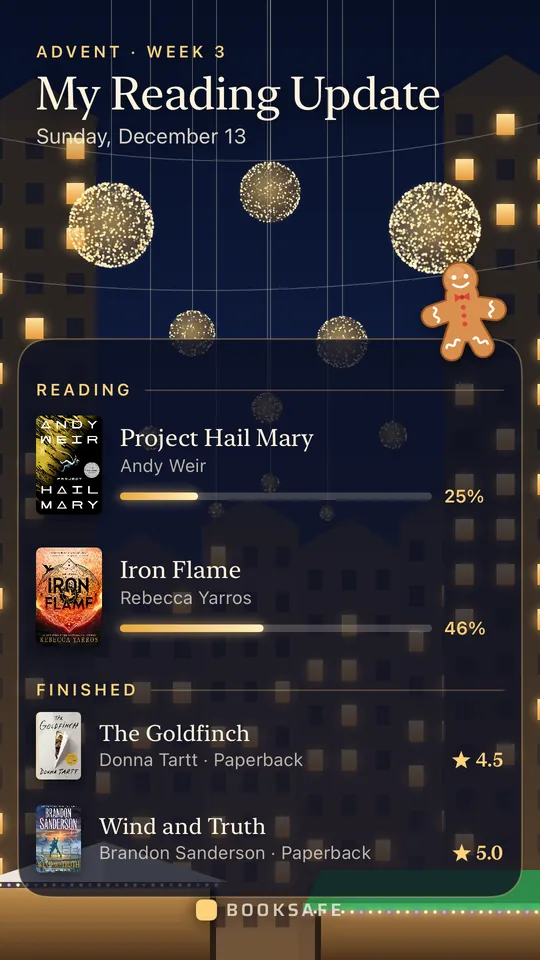 ADVENT · WEEK 3
My Reading Update
Sunday, December 13
READING
ANDY
WEIR
PROJECT
HAIL
MARY
Project Hail Mary
Andy Weir
25%
IRON
FLAME
REBECCA YARROS
Iron Flame
Rebecca Yarros
46%
FINISHED
The
GOLDFINCH
DONNA TARTT
The Goldfinch
Donna Tartt · Paperback
★ 4.5
BRANDON
SANDERSON
Wind and Truth
Brandon Sanderson · Paperback
★ 5.0
BOOKSAFE